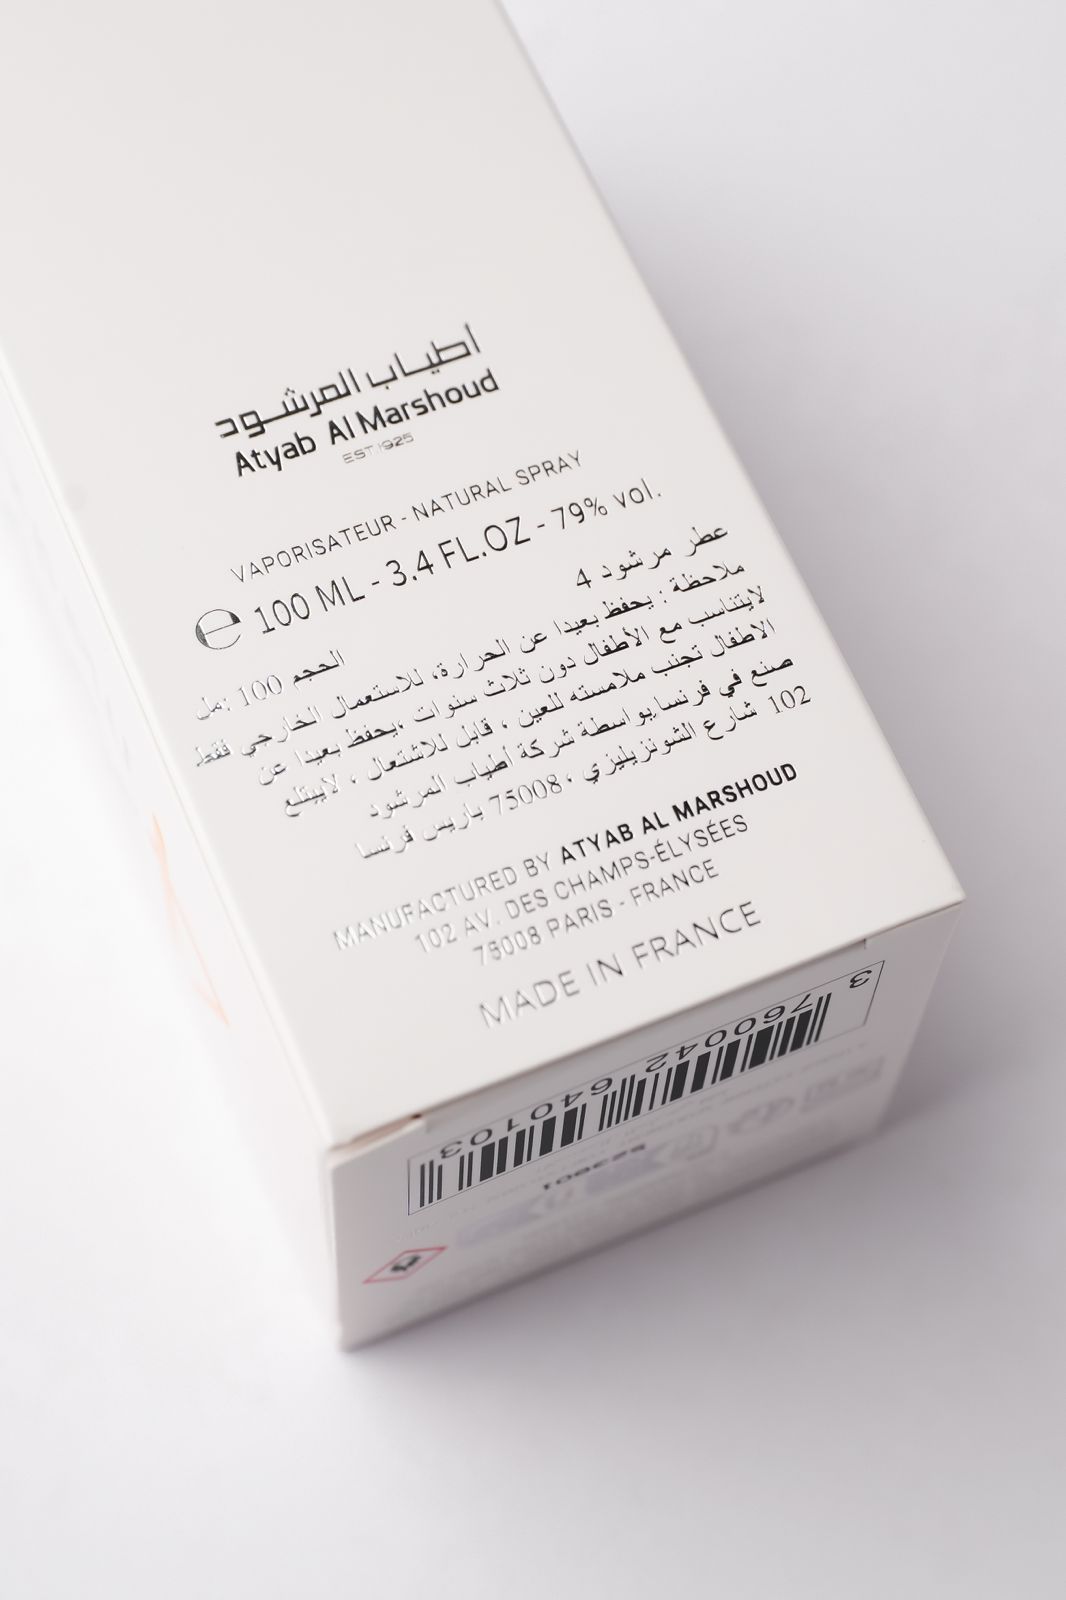 أطياب المرشود
Atyab Al Marshoud
EST.1925
VAPORISATEUR - NATURAL SPRAY
℮ 100 ML - 3.4 FL.OZ - 79% vol.
عطر مرشود 4
الحجم 100 :مل
ملاحظة : يحفظ بعيدا عن الحرارة، للاستعمال الخارجي فقط
لايتناسب مع الأطفال دون ثلاث سنوات ،يحفظ بعيدا عن
الاطفال تجنب ملامسته للعين ، قابل للاشتعال ، لايبتلع
صنع في فرنسا بواسطة شركة أطياب المرشود
102 شارع الشونزيليزي ، 75008 باريس فرنسا
MANUFACTURED BY ATYAB AL MARSHOUD
102 AV. DES CHAMPS-ÉLYSÉES
75008 PARIS - FRANCE
MADE IN FRANCE
3 760042 640103